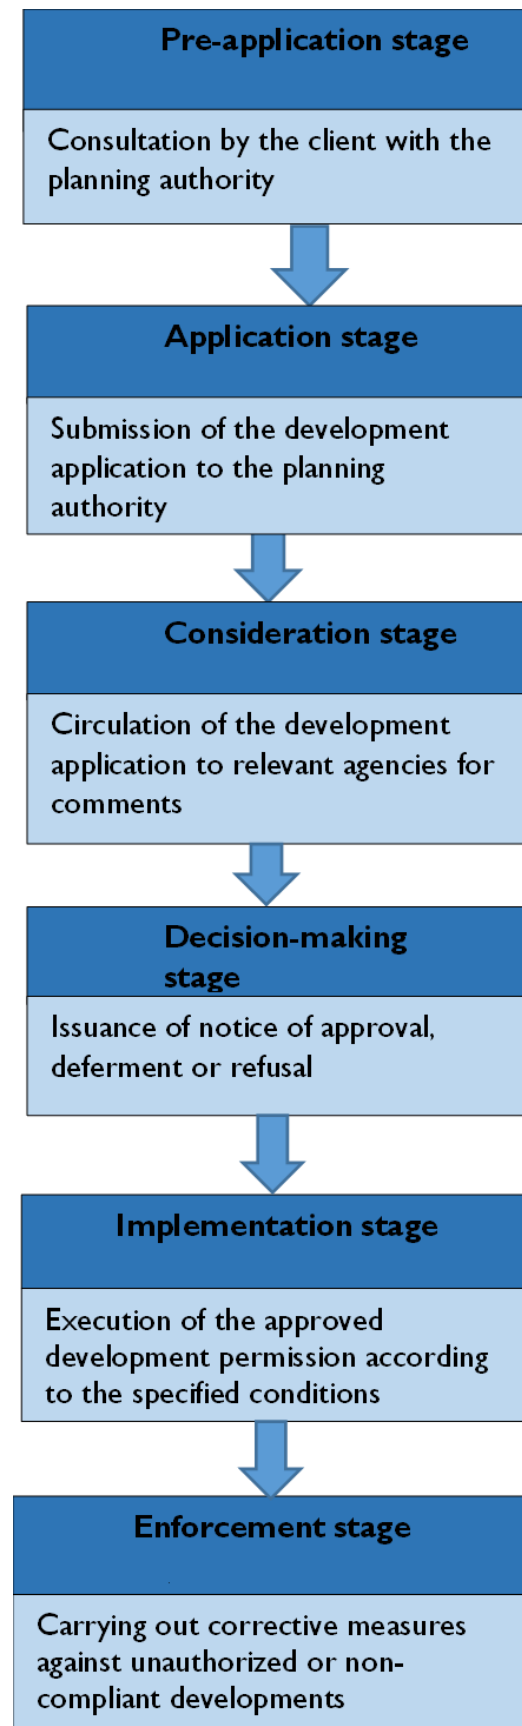 Pre-application stage
Consultation by the client with the
planning authority
Application stage
Submission of the development
application to the planning
authority
Consideration stage
Circulation of the development
application to relevant agencies for
comments
Decision-making
stage
Issuance of notice of approval,
deferment or refusal
Implementation stage
Execution of the approved
development permission according
to the specified conditions
Enforcement stage
Carrying out corrective measures
against unauthorized or non-
compliant developments